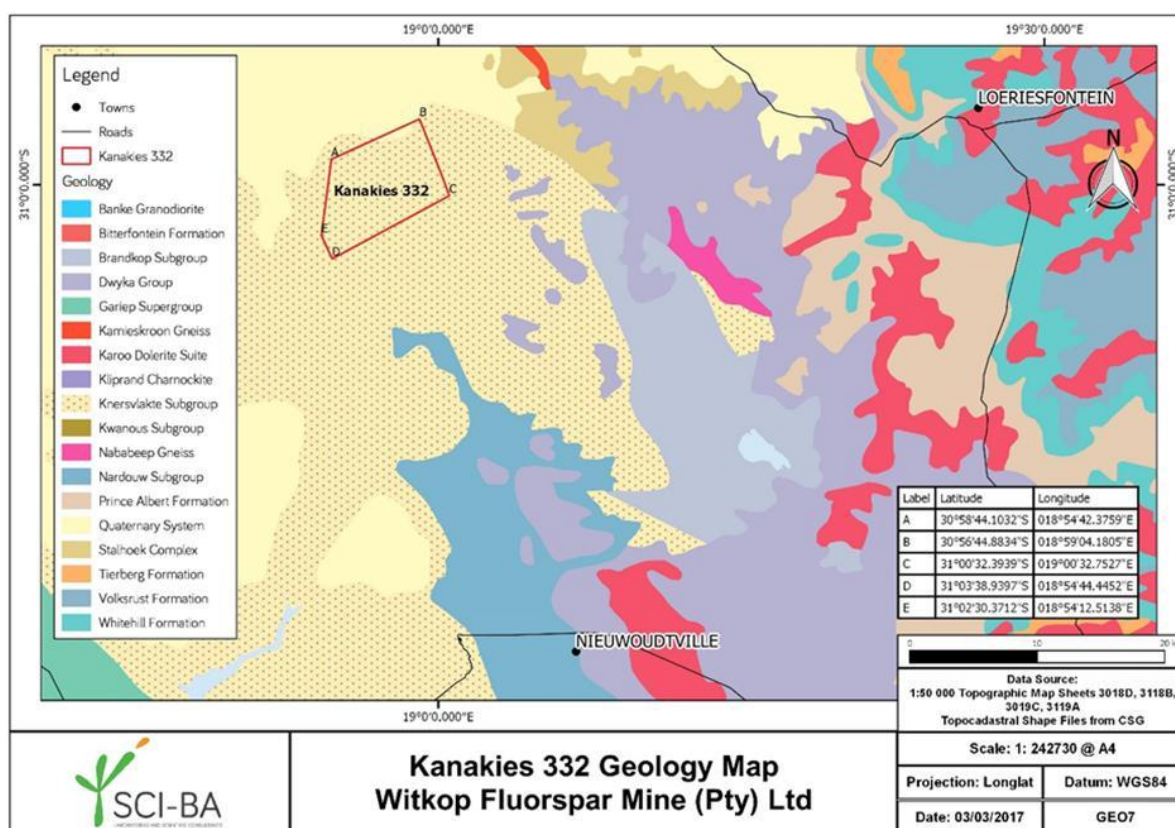 19°0'0.000"E 19°30'0.000"E
Legend
Towns
Roads
Kanakies 332
Geology
Banke Granodiorite
Bitterfontein Formation
Brandkop Subgroup
Dwyka Group
Gariep Supergroup
Kamieskroon Gneiss
Karoo Dolerite Suite
Kliprand Charnockite
Knersvlakte Subgroup
Kwanous Subgroup
Nababeep Gneiss
Nardouw Subgroup
Prince Albert Formation
Quaternary System
Stalhoek Complex
Tierberg Formation
Volksrust Formation
Whitehill Formation
31°0'0.000"S
A
B
Kanakies 332
C
E
D
LOERIESFONTEIN
N
31°0'0.000"S
NIEUWOUDTVILLE
Label Latitude Longitude
A 30°58'44.1032"S 018°54'42.3759"E
B 30°56'44.8834"S 018°59'04.1805"E
C 31°00'32.3939"S 019°00'32.7527"E
D 31°03'38.9397"S 018°54'44.4452"E
E 31°02'30.3712"S 018°54'12.5138"E
0 10 20
19°0'0.000"E
Data Source:
1:50 000 Topographic Map Sheets 3018D, 3118B,
3019C, 3119A
Topocadastral Shape Files from CSG
Scale: 1: 242730 @ A4
Projection: Longlat Datum: WGS84
Date: 03/03/2017 GEO7
SCI-BA
Kanakies 332 Geology Map
Witkop Fluorspar Mine (Pty) Ltd